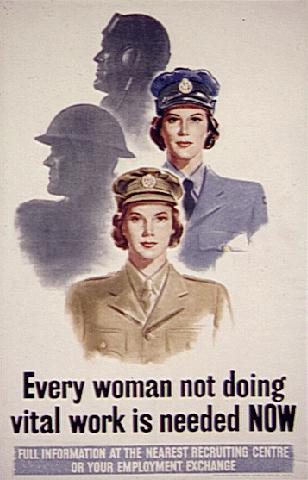 Every woman not doing
vital work is needed NOW
FULL INFORMATION AT THE NEAREST RECRUITING CENTRE
OR YOUR EMPLOYMENT EXCHANGE